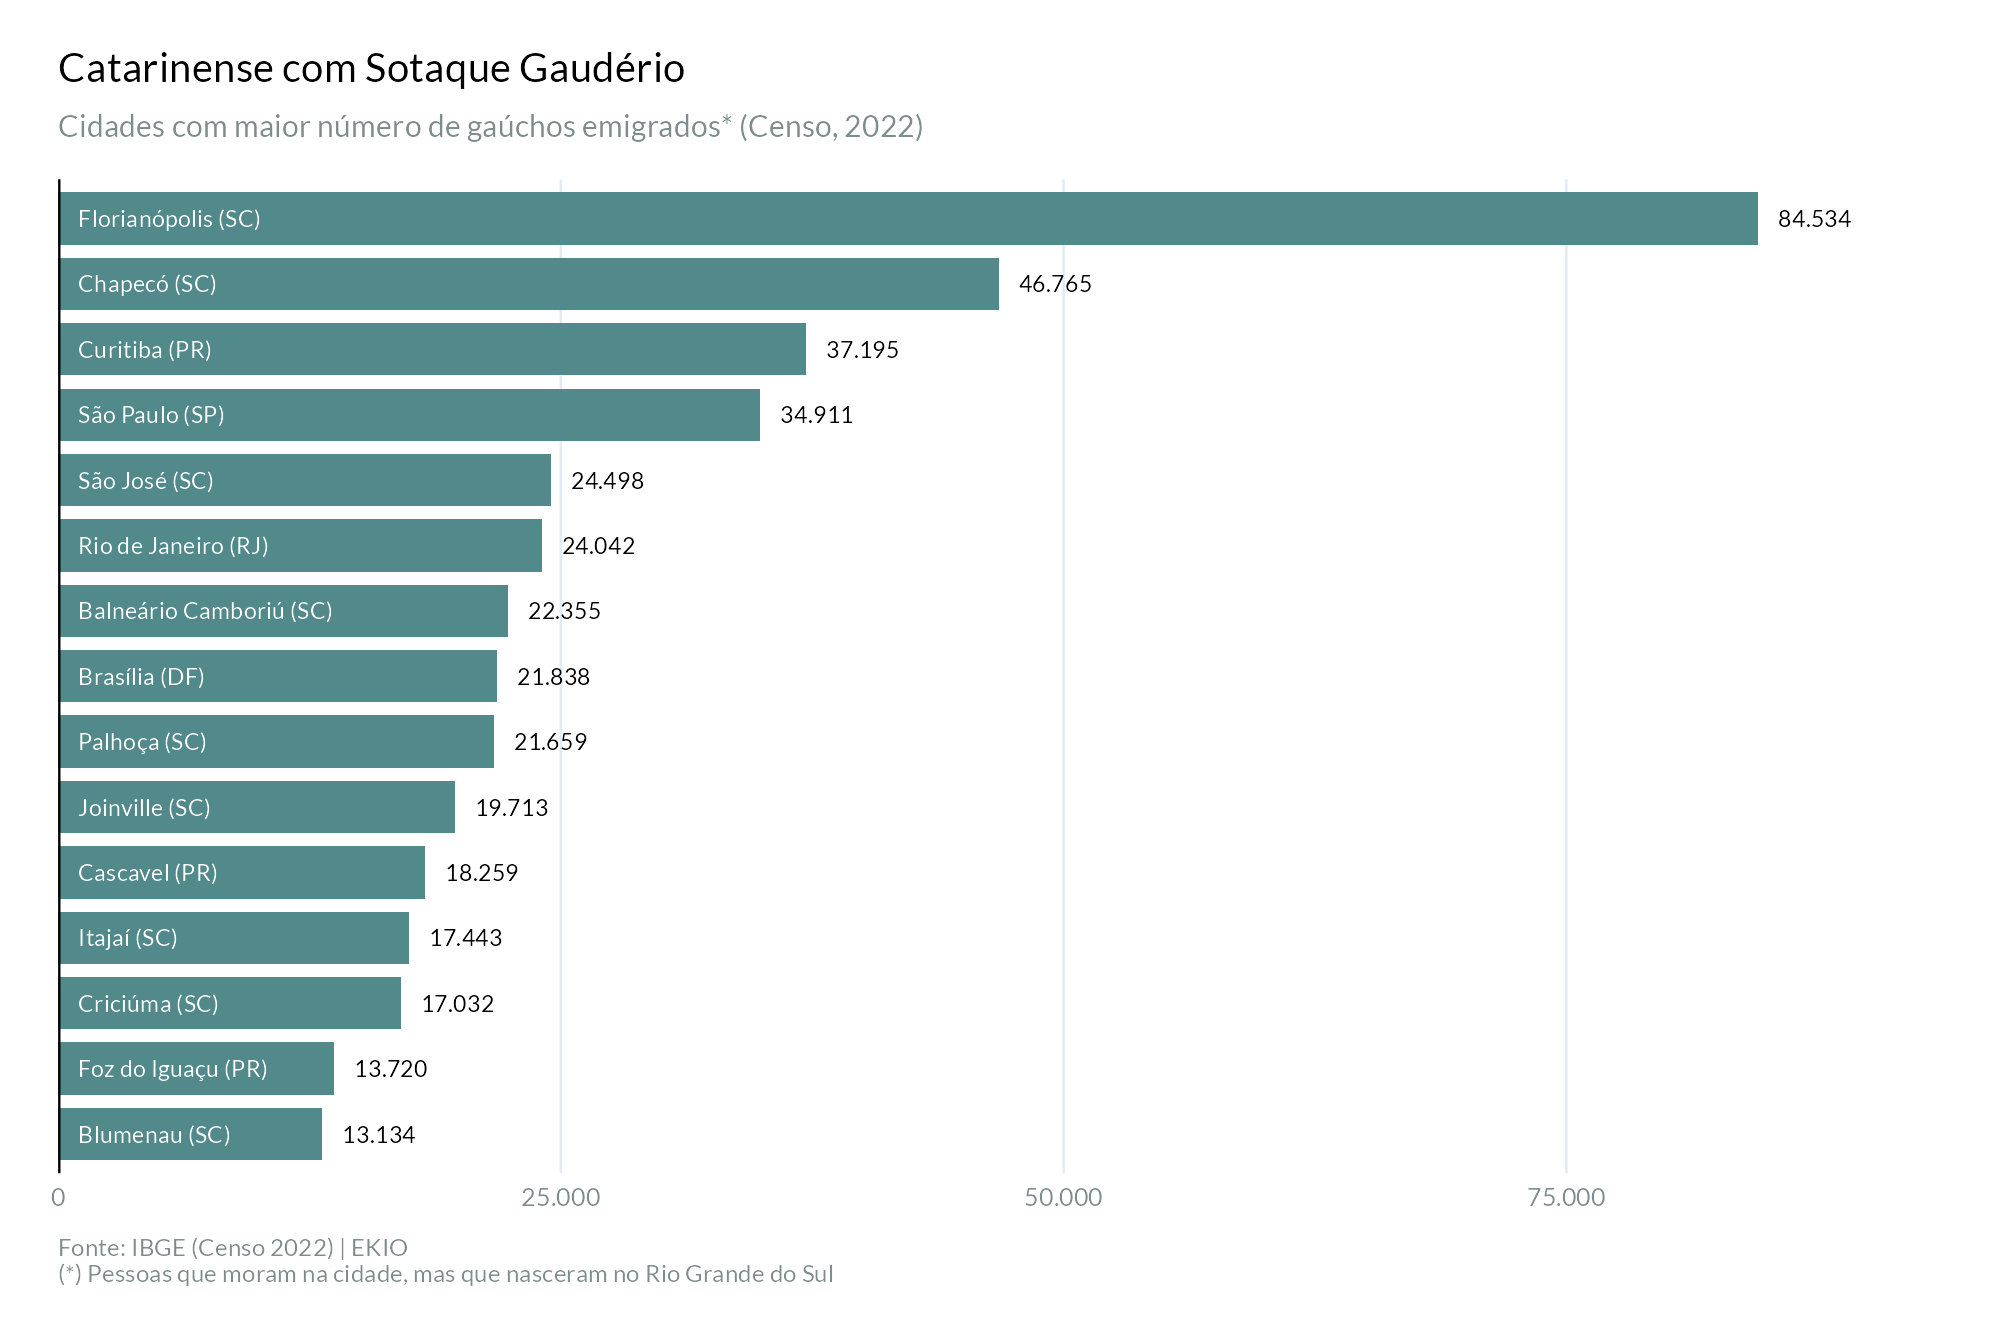 Catarinense com Sotaque Gaudério
Cidades com maior número de gaúchos emigrados* (Censo, 2022)
Florianópolis (SC) 84.534
Chapecó (SC) 46.765
Curitiba (PR) 37.195
São Paulo (SP) 34.911
São José (SC) 24.498
Rio de Janeiro (RJ) 24.042
Balneário Camboriú (SC) 22.355
Brasília (DF) 21.838
Palhoça (SC) 21.659
Joinville (SC) 19.713
Cascavel (PR) 18.259
Itajaí (SC) 17.443
Criciúma (SC) 17.032
Foz do Iguaçu (PR) 13.720
Blumenau (SC) 13.134
0 25.000 50.000 75.000
Fonte: IBGE (Censo 2022) | EKIO
(*) Pessoas que moram na cidade, mas que nasceram no Rio Grande do Sul